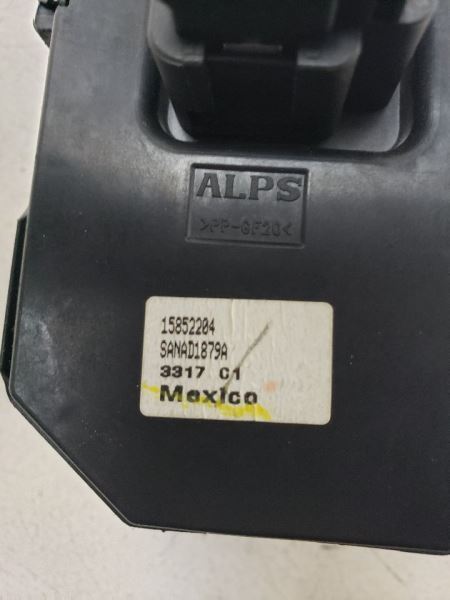 ALPS
>PP-GF20<
15852204
SANAD1879A
3317 C1
Mexico